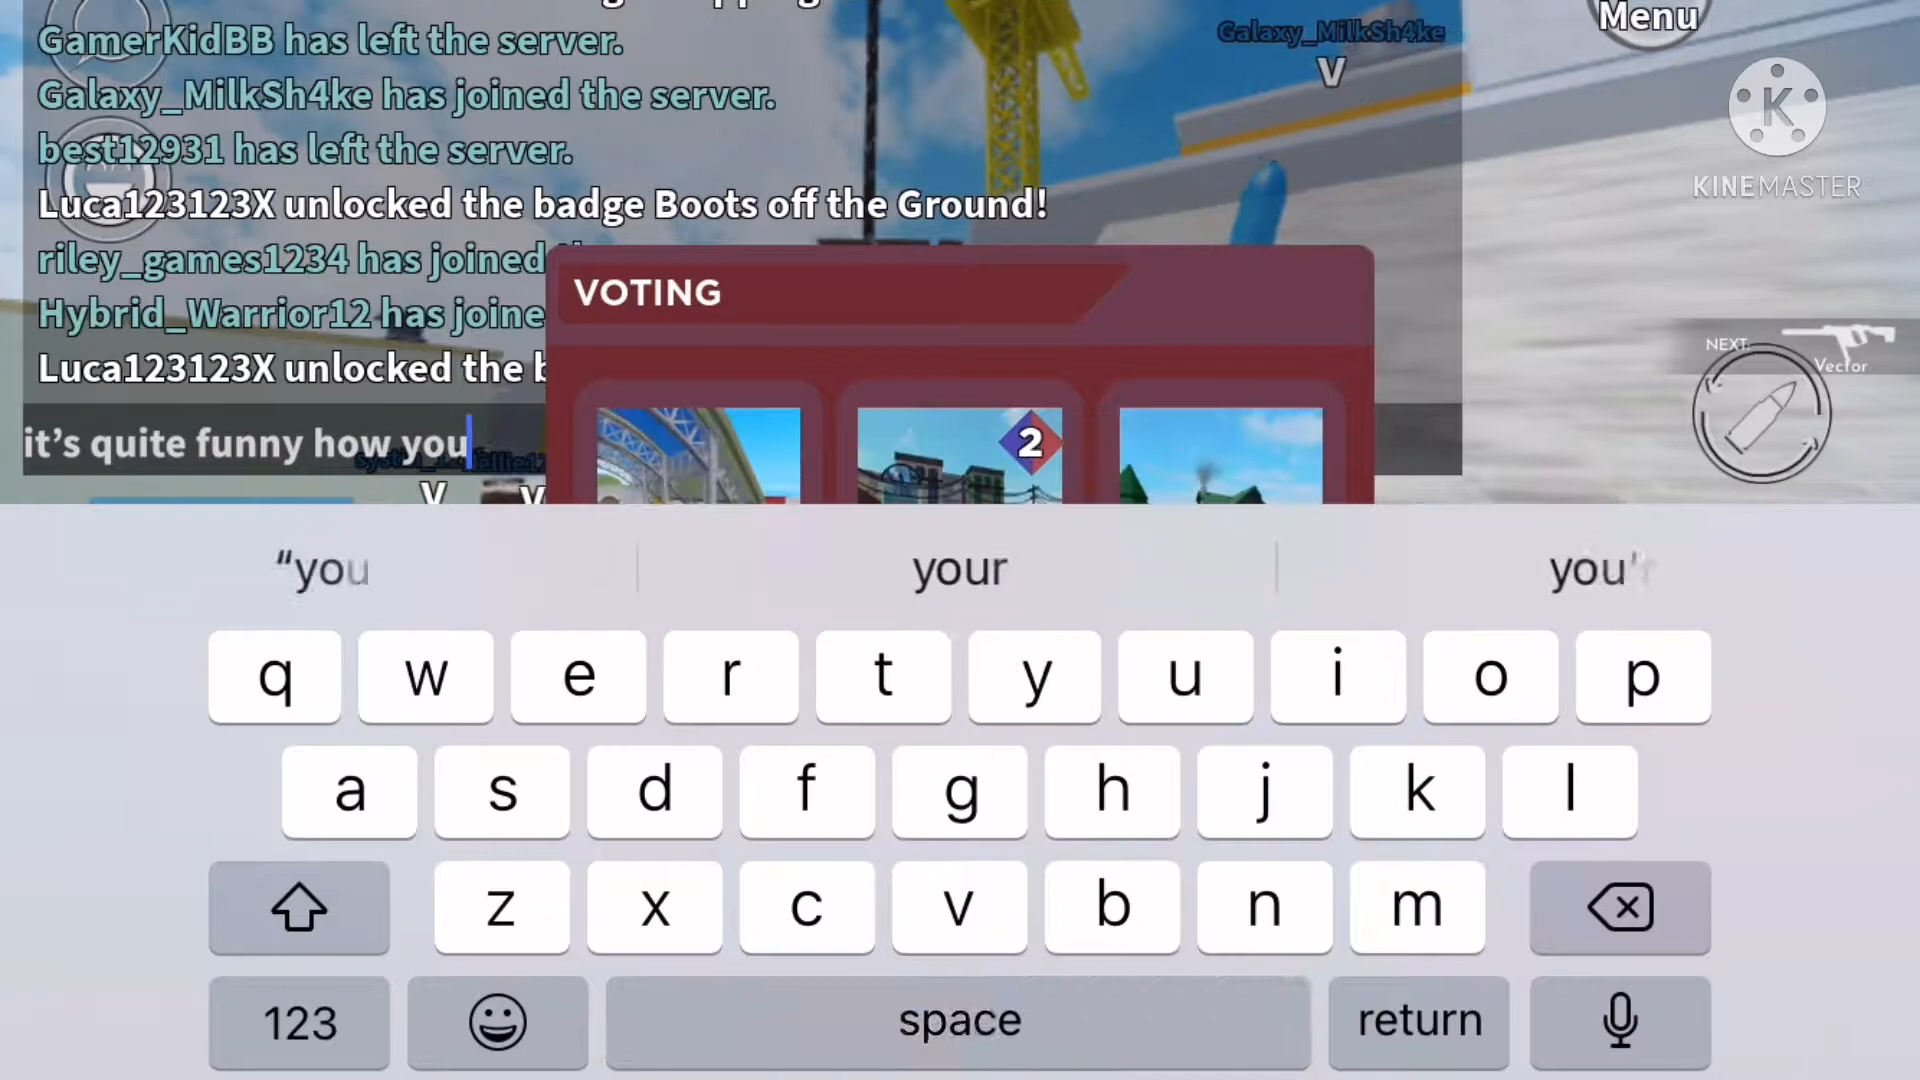 GamerKidBB has left the server.
Galaxy_MilkSh4ke
Menu
V
Galaxy_MilkSh4ke has joined the server.
best12931 has left the server.
K
KINEMASTER
Luca123123X unlocked the badge Boots off the Ground!
riley_games1234 has joined
VOTING
Hybrid_Warrior12 has joine
NEXT
Vector
Luca123123X unlocked the b
2
it’s quite funny how you
V
V
“you
your
you'r
q w e r t y u i o p
a s d f g h j k l
z x c v b n m
123
space
return